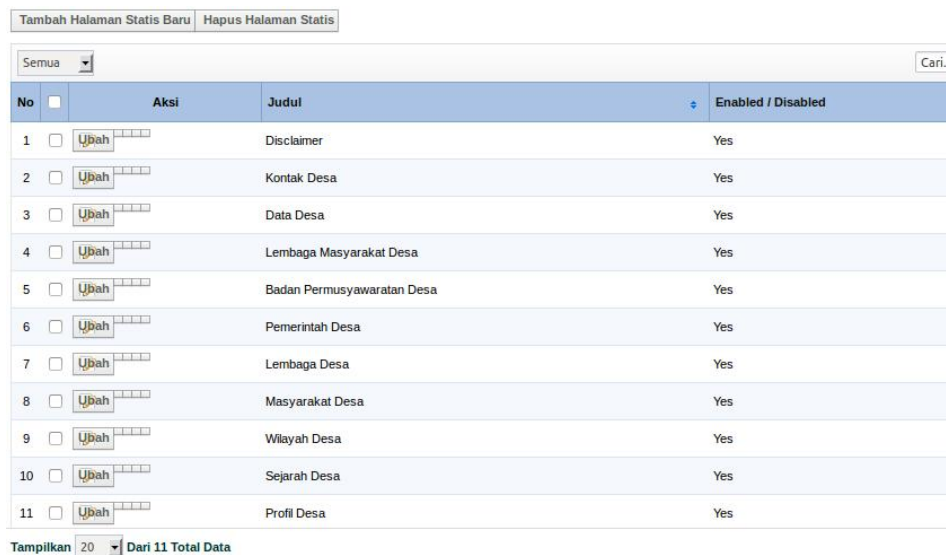 Tambah Halaman Statis Baru Hapus Halaman Statis
Semua Cari.
No Aksi Judul Enabled / Disabled
1 Ubah Disclaimer Yes
2 Ubah Kontak Desa Yes
3 Ubah Data Desa Yes
4 Ubah Lembaga Masyarakat Desa Yes
5 Ubah Badan Permusyawaratan Desa Yes
6 Ubah Pemerintah Desa Yes
7 Ubah Lembaga Desa Yes
8 Ubah Masyarakat Desa Yes
9 Ubah Wilayah Desa Yes
10 Ubah Sejarah Desa Yes
11 Ubah Profil Desa Yes
Tampilkan 20 Dari 11 Total Data